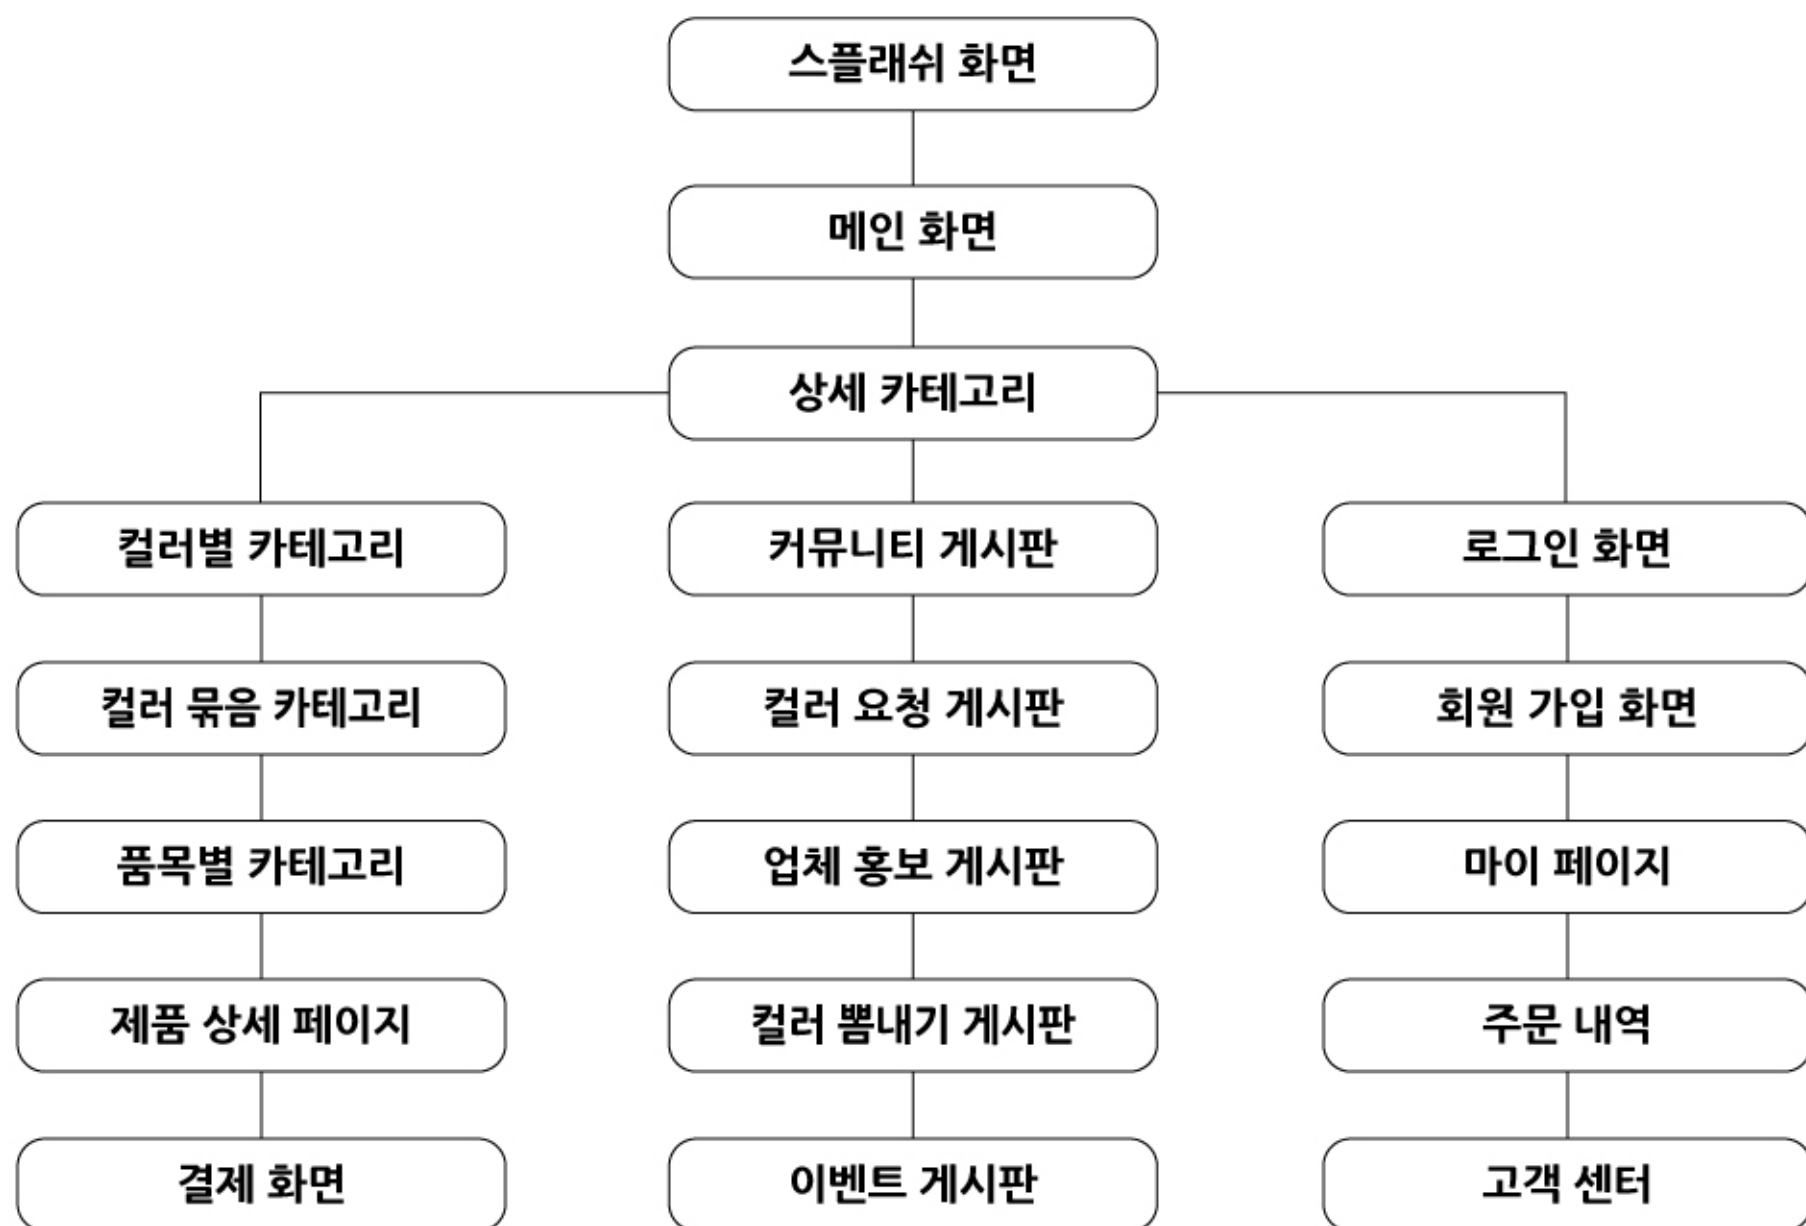 스플래쉬 화면
메인 화면
상세 카테고리
컬러별 카테고리
커뮤니티 게시판
로그인 화면
컬러 묶음 카테고리
컬러 요청 게시판
회원 가입 화면
품목별 카테고리
업체 홍보 게시판
마이 페이지
제품 상세 페이지
컬러 뽐내기 게시판
주문 내역
결제 화면
이벤트 게시판
고객 센터